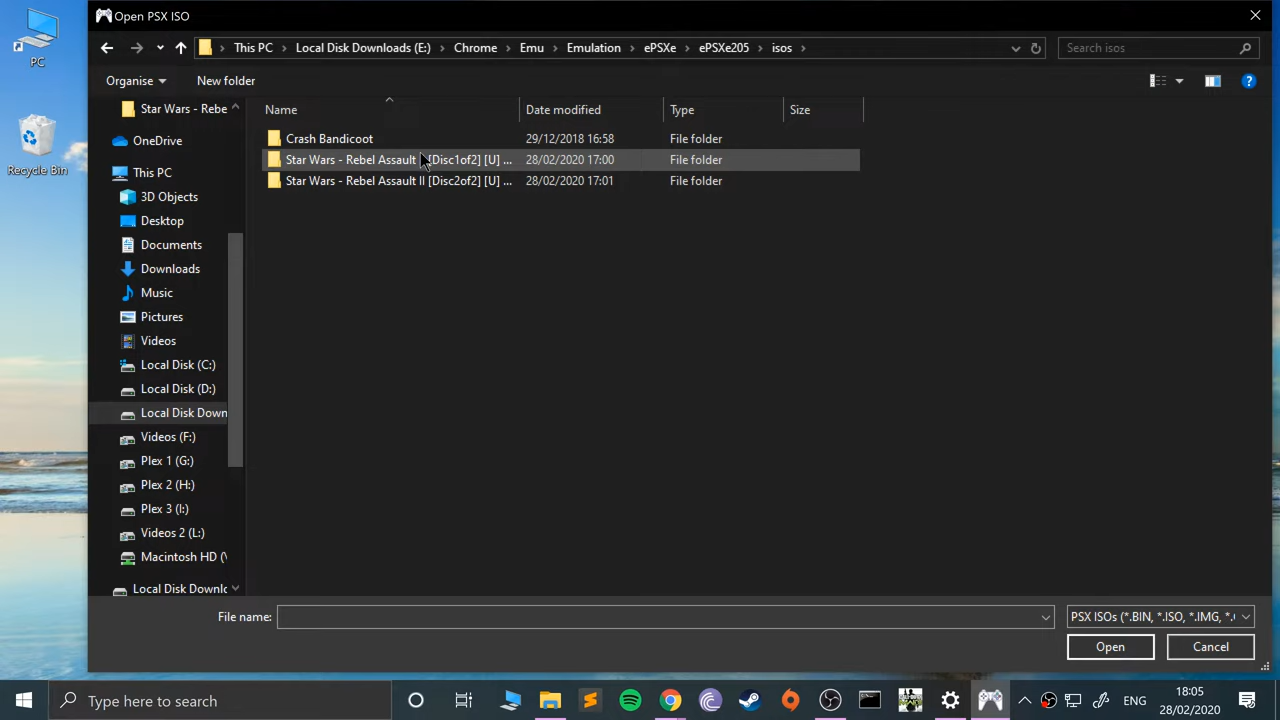 PC
Recycle Bin
Open PSX ISO
This PC
Local Disk Downloads (E:)
Chrome
Emu
Emulation
ePSXe
ePSXe205
isos
Search isos
Organise
New folder
Name
Date modified
Type
Size
Star Wars - Rebe
OneDrive
This PC
3D Objects
Desktop
Documents
Downloads
Music
Pictures
Videos
Local Disk (C:)
Local Disk (D:)
Local Disk Down
Videos (F:)
Plex 1 (G:)
Plex 2 (H:)
Plex 3 (I:)
Videos 2 (L:)
Macintosh HD (\
Local Disk Downlo
Crash Bandicoot 29/12/2018 16:58 File folder
Star Wars - Rebel Assault [Disc1of2] [U] ... 28/02/2020 17:00 File folder
Star Wars - Rebel Assault II [Disc2of2] [U] ... 28/02/2020 17:01 File folder
File name:
PSX ISOs (*.BIN, *.ISO, *.IMG, *.
Open
Cancel
Type here to search
ENG
18:05
28/02/2020